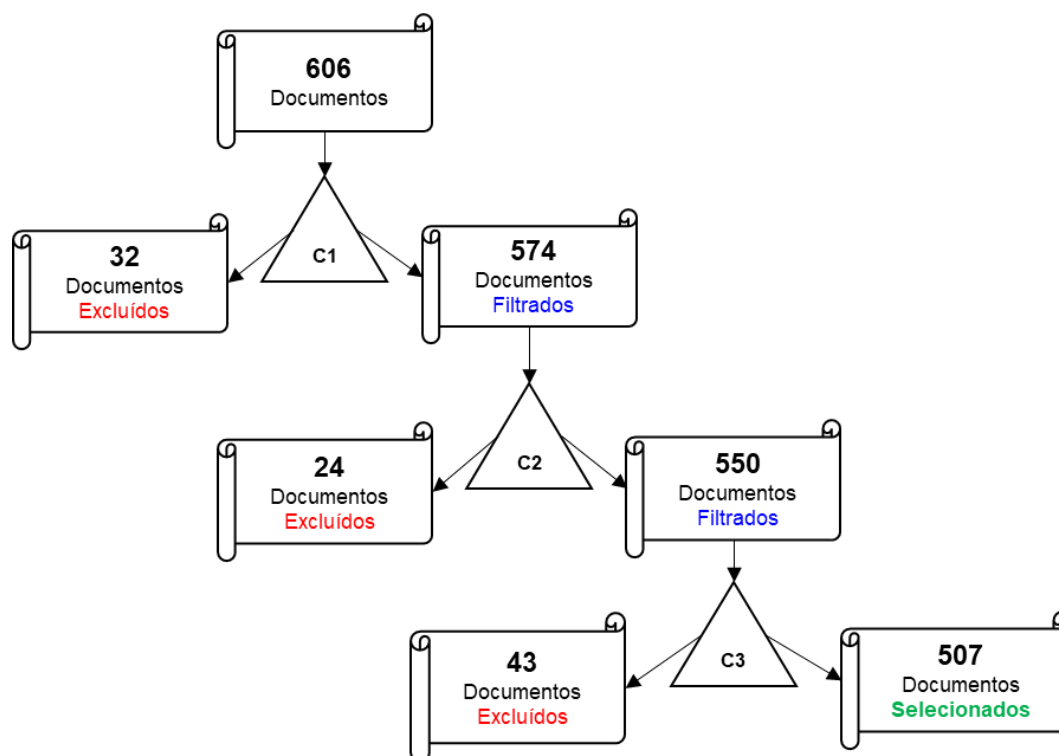 606
Documentos
C1
32
Documentos
Excluídos
574
Documentos
Filtrados
C2
24
Documentos
Excluídos
550
Documentos
Filtrados
C3
43
Documentos
Excluídos
507
Documentos
Selecionados